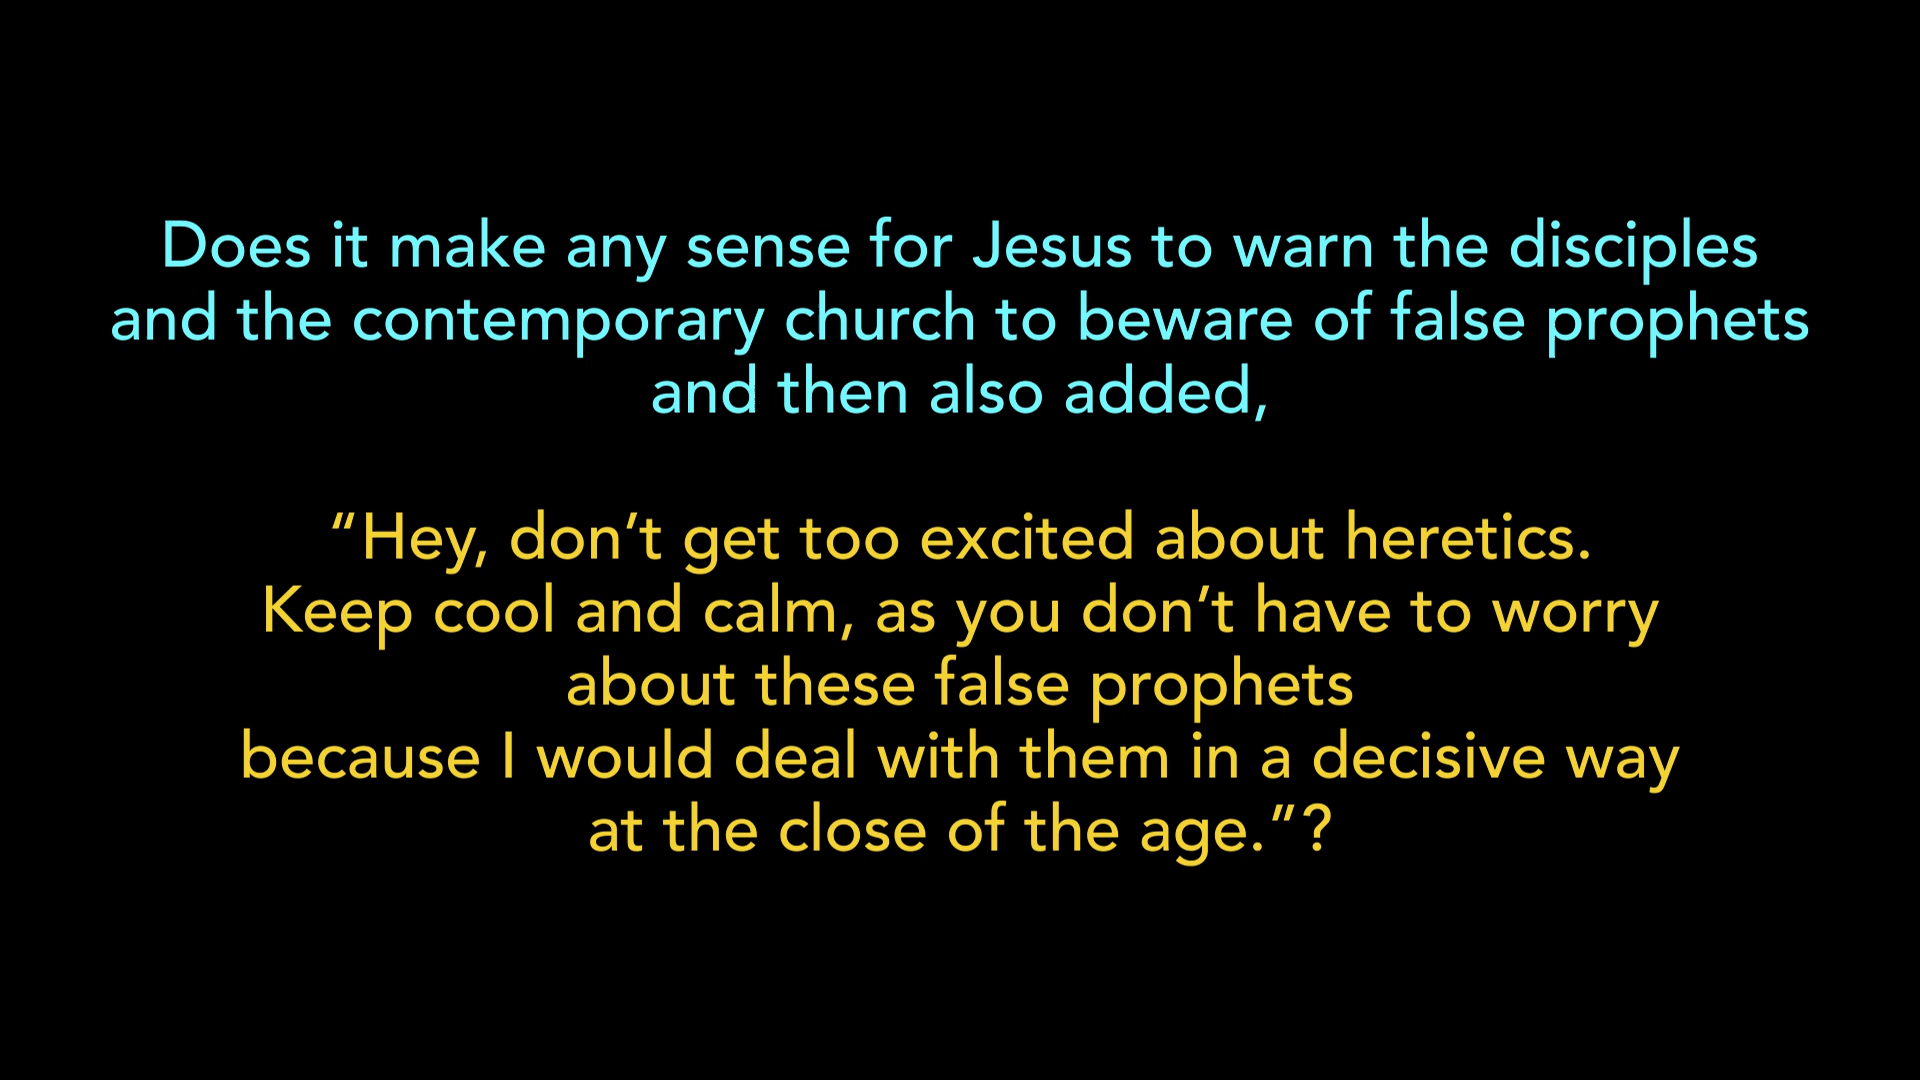 Does it make any sense for Jesus to warn the disciples
and the contemporary church to beware of false prophets
and then also added,
“Hey, don’t get too excited about heretics.
Keep cool and calm, as you don’t have to worry
about these false prophets
because I would deal with them in a decisive way
at the close of the age.”?